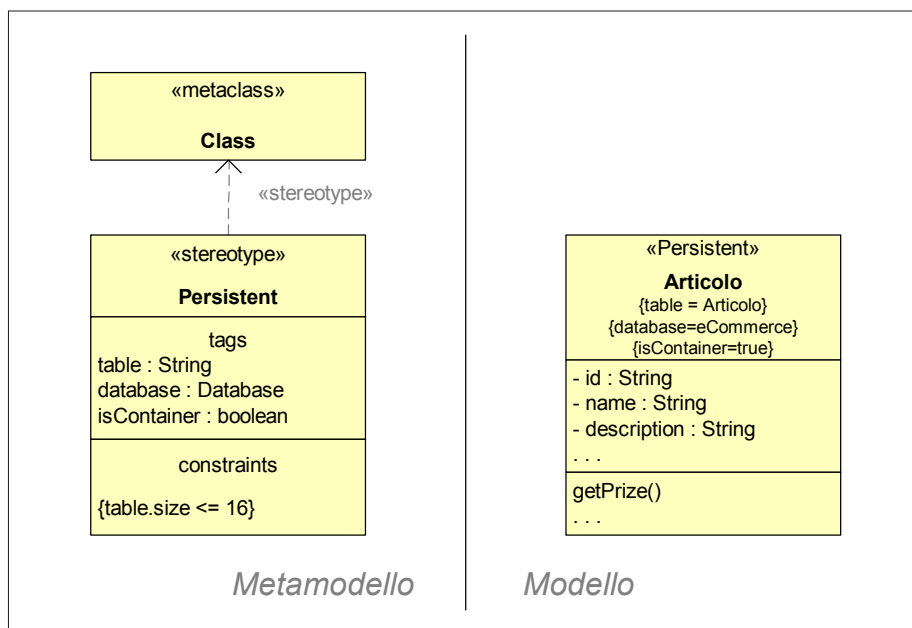 «metaclass»
Class
«stereotype»
«stereotype»
Persistent
tags
table : String
database : Database
isContainer : boolean
constraints
{table.size <= 16}
Metamodello
«Persistent»
Articolo
{table = Articolo}
{database=eCommerce}
{isContainer=true}
- id : String
- name : String
- description : String
. . .
getPrize()
. . .
Modello